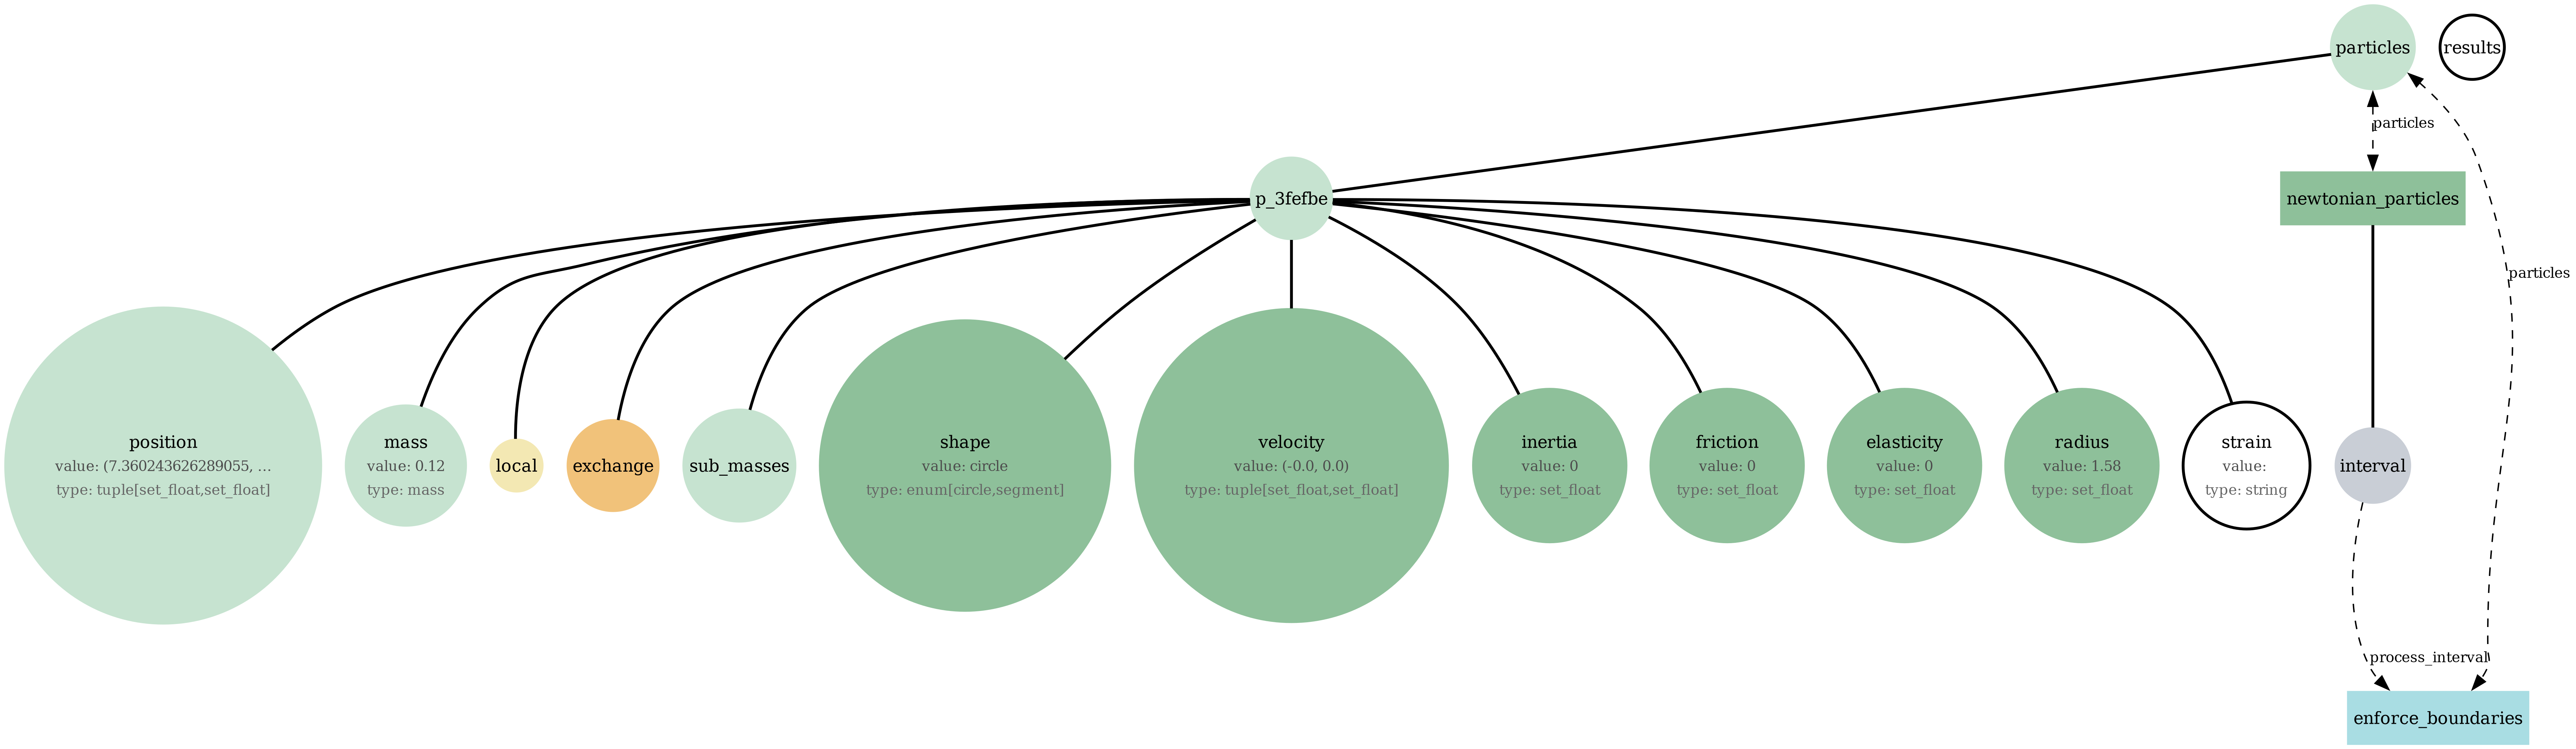 particles
results
particles
p_3fefbe
newtonian_particles
particles
position
value: (7.360243626289055, ...
type: tuple[set_float,set_float]
mass
value: 0.12
type: mass
local
exchange
sub_masses
shape
value: circle
type: enum[circle,segment]
velocity
value: (-0.0, 0.0)
type: tuple[set_float,set_float]
inertia
value: 0
type: set_float
friction
value: 0
type: set_float
elasticity
value: 0
type: set_float
radius
value: 1.58
type: set_float
strain
value:
type: string
interval
process_interval
enforce_boundaries